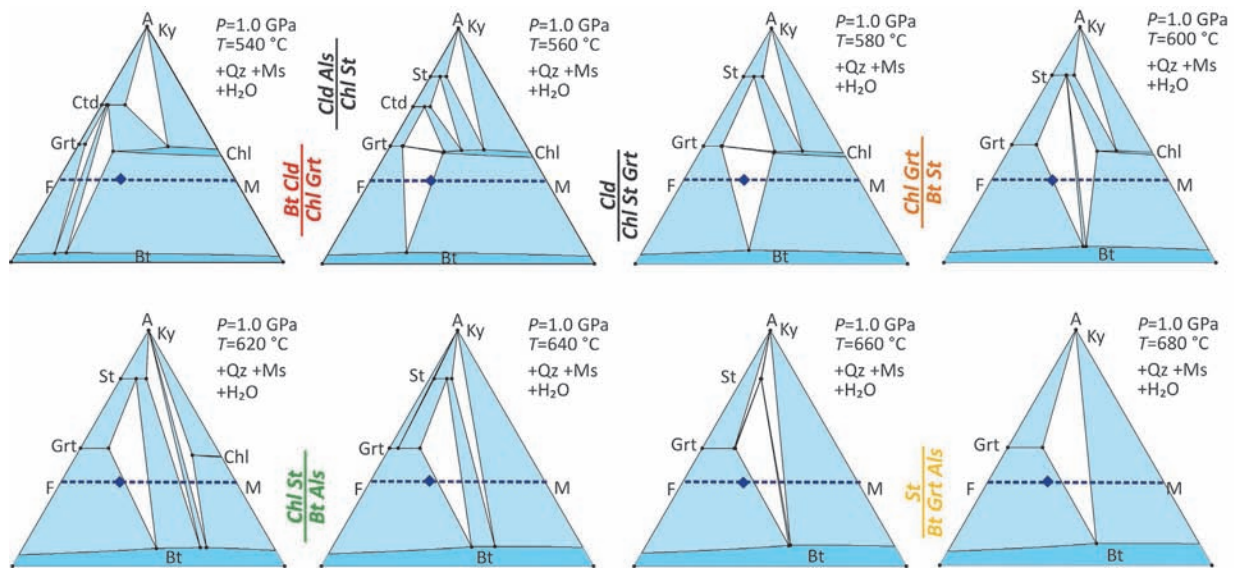 A
Ky
P=1.0 GPa
T=540 °C
+Qz +Ms
+H₂O
Ctd
Grt
Chl
F
M
Bt
Bt Cld
Chl Grt
Cld Als
Chl St
A
Ky
P=1.0 GPa
T=560 °C
+Qz +Ms
+H₂O
St
Ctd
Grt
Chl
F
M
Bt
Cld
Chl St Grt
A
Ky
P=1.0 GPa
T=580 °C
+Qz +Ms
+H₂O
St
Grt
Chl
F
M
Bt
Chl Grt
Bt St
A
Ky
P=1.0 GPa
T=600 °C
+Qz +Ms
+H₂O
St
Grt
Chl
F
M
Bt
A
Ky
P=1.0 GPa
T=620 °C
+Qz +Ms
+H₂O
St
Grt
Chl
F
M
Bt
Chl St
Bt Als
A
Ky
P=1.0 GPa
T=640 °C
+Qz +Ms
+H₂O
St
Grt
F
M
Bt
A
Ky
P=1.0 GPa
T=660 °C
+Qz +Ms
+H₂O
St
Grt
F
M
Bt
St
Bt Grt Als
A
Ky
P=1.0 GPa
T=680 °C
+Qz +Ms
+H₂O
Grt
F
M
Bt